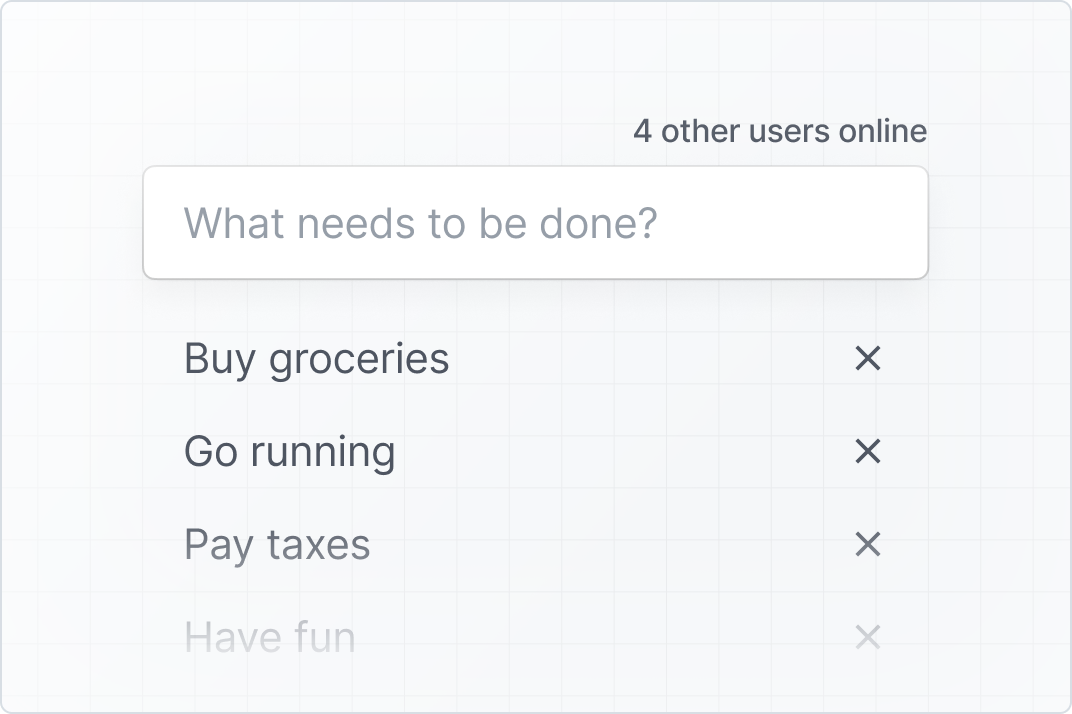 4 other users online
What needs to be done?
Buy groceries
Go running
Pay taxes
Have fun